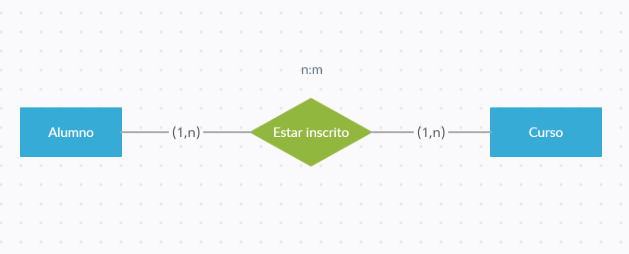 n:m
Alumno
(1,n)
Estar inscrito
(1,n)
Curso